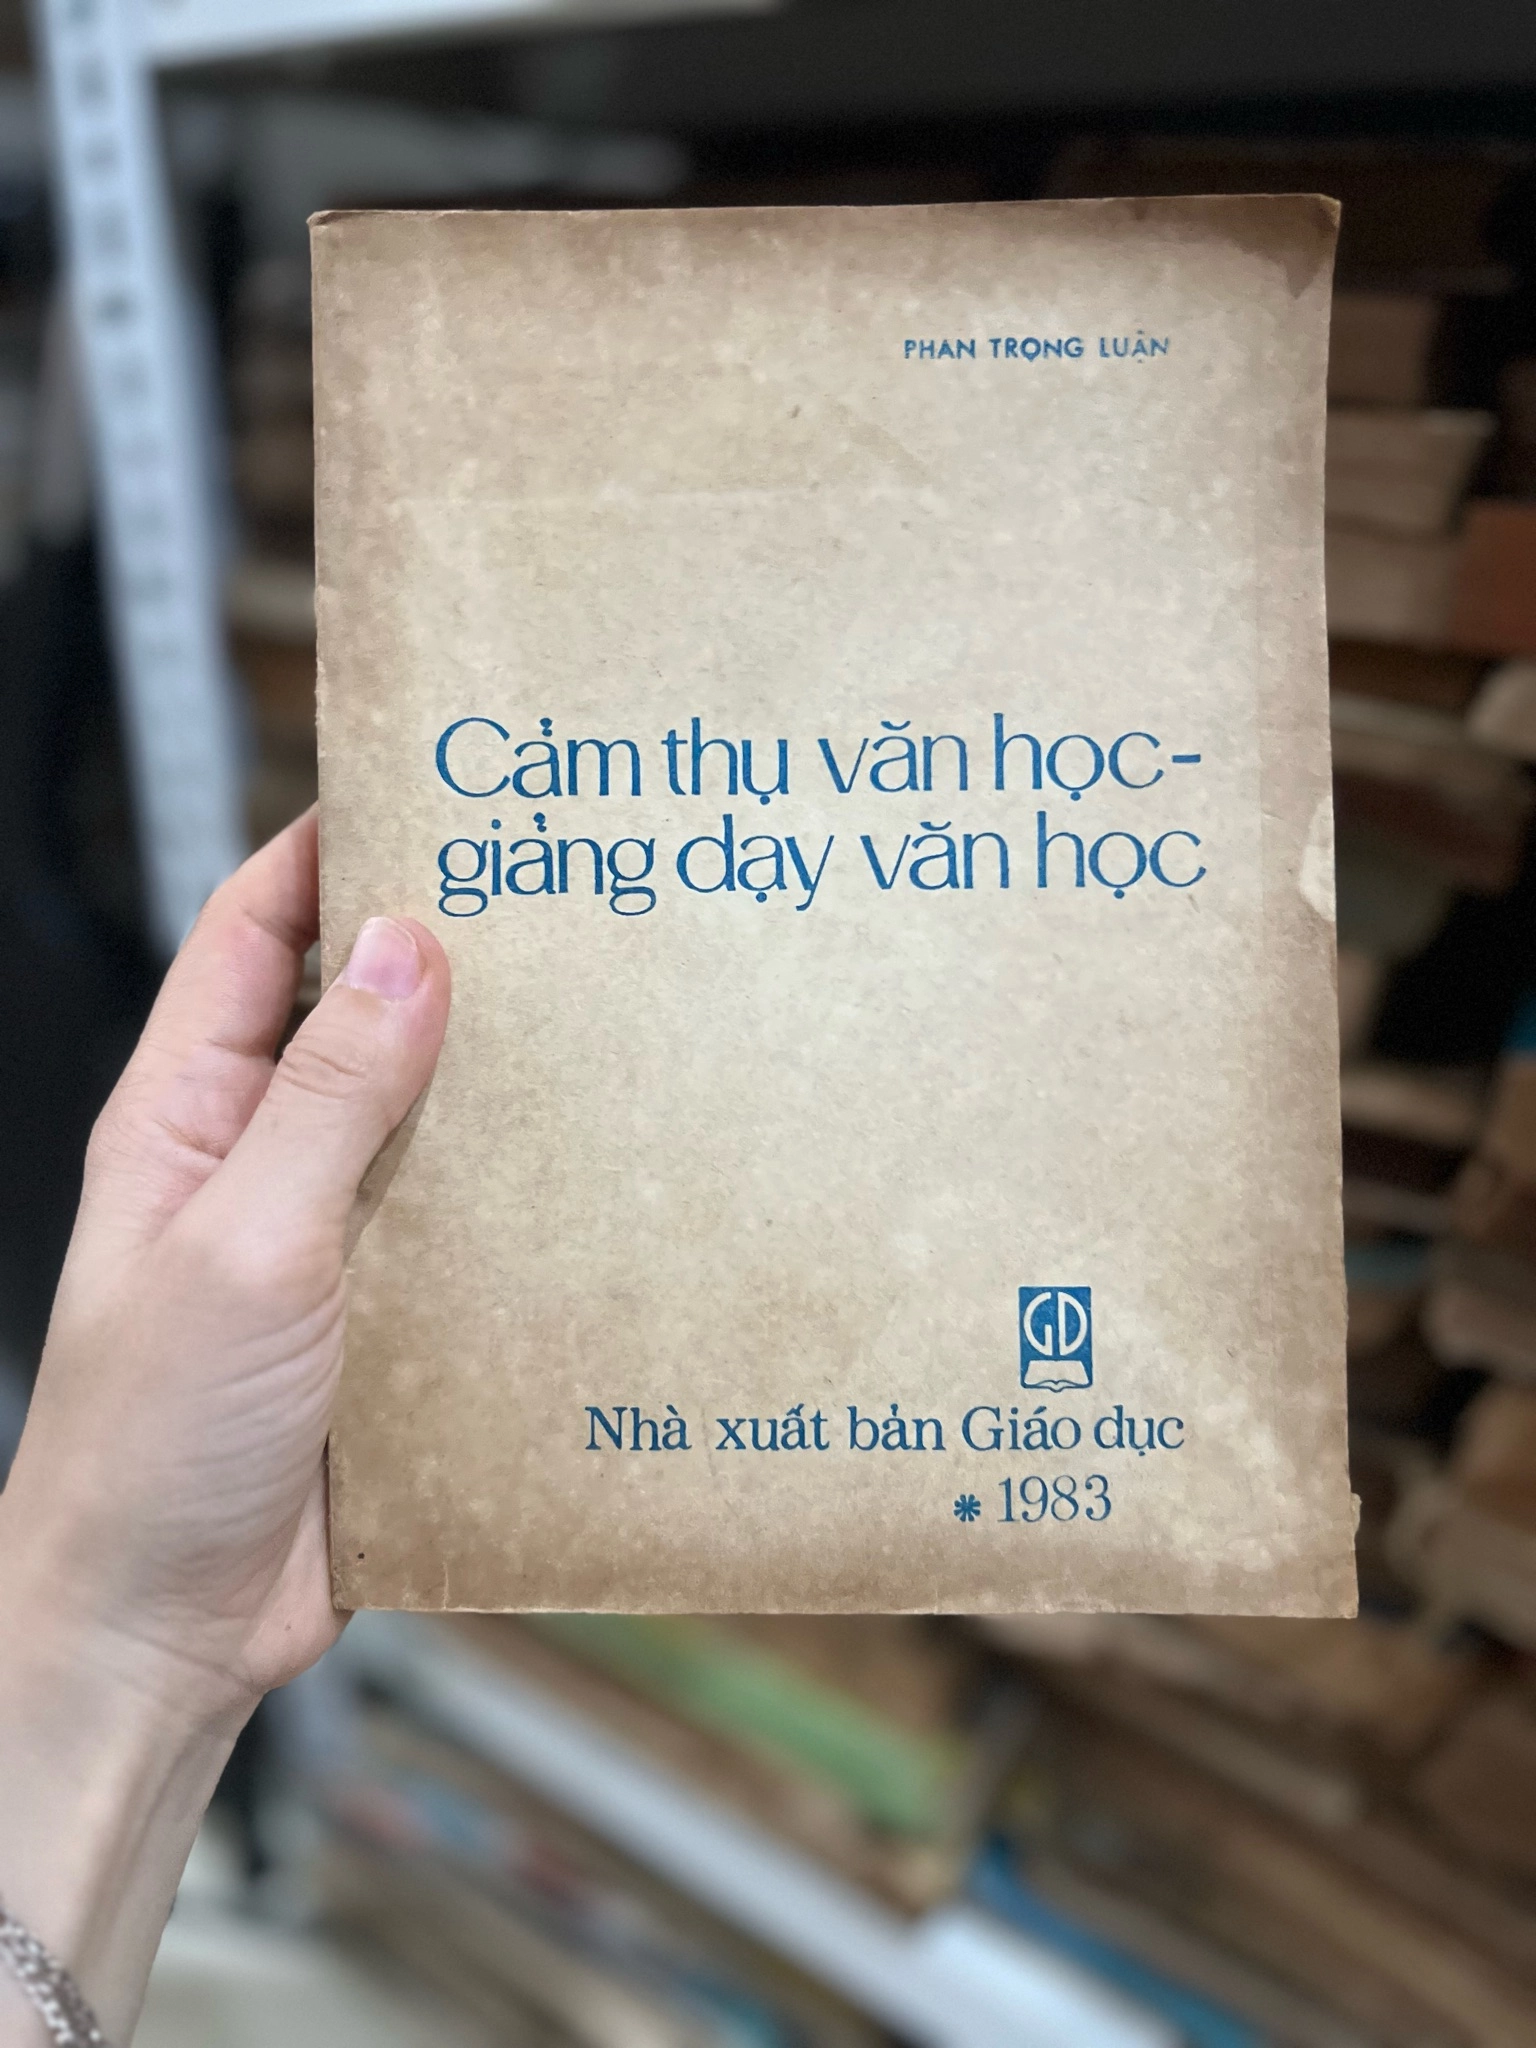 PHAN TRỌNG LUẬN
Cảm thụ văn học-
giảng dạy văn học
GD
Nhà xuất bản Giáo dục
* 1983